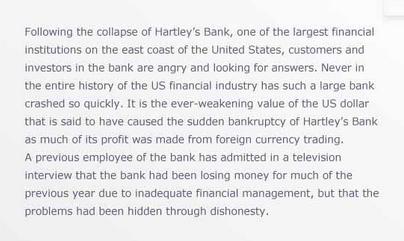 Following the collapse of Hartley's Bank, one of the largest financial
institutions on the east coast of the United States, customers and
investors in the bank are angry and looking for answers. Never in
the entire history of the US financial industry has such a large bank
crashed so quickly. It is the ever-weakening value of the US dollar
that is said to have caused the sudden bankruptcy of Hartley's Bank
as much of its profit was made from foreign currency trading.
A previous employee of the bank has admitted in a television
interview that the bank had been losing money for much of the
previous year due to inadequate financial management, but that the
problems had been hidden through dishonesty.